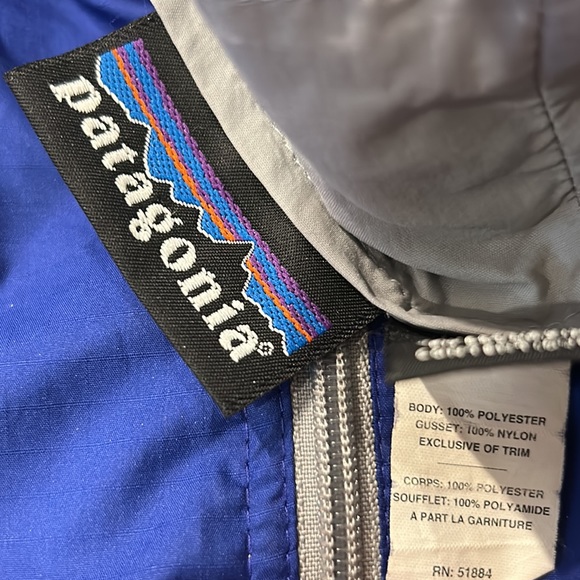 patagonia®
BODY: 100% POLYESTER
GUSSET: 100% NYLON
EXCLUSIVE OF TRIM
CORPS: 100% POLYESTER
SOUFFLET: 100% POLYAMIDE
À PART LA GARNITURE
RN: 51884